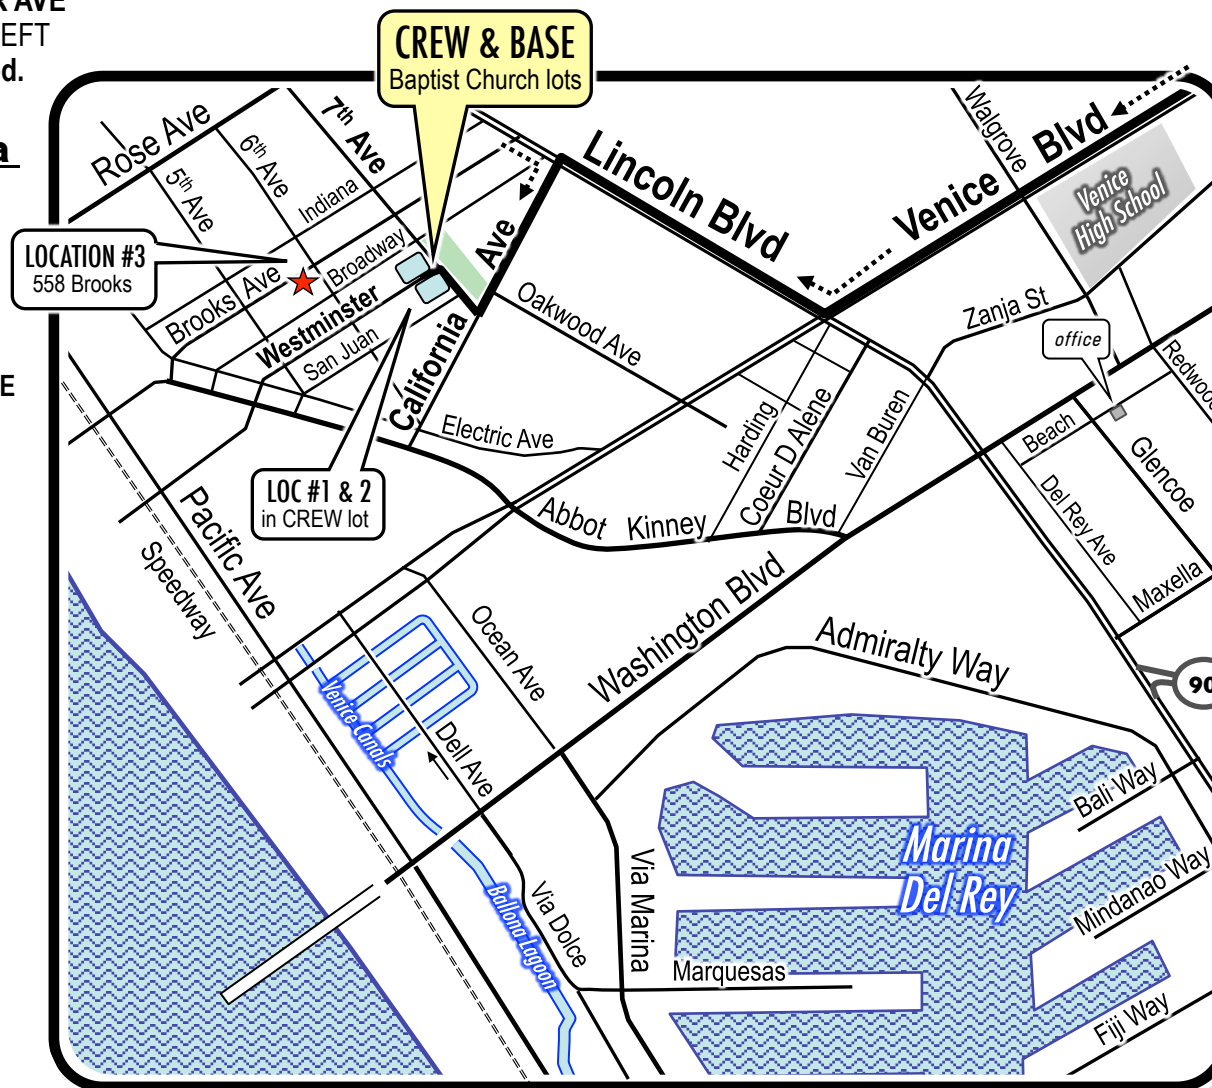 AVE
EFT
d.
a
E
CREW & BASE
Baptist Church lots
Rose Ave
7th Ave
6th Ave
5th Ave
Indiana
Lincoln Blvd
Walgrove
Venice Blvd
Venice
High School
LOCATION #3
558 Brooks
Brooks Ave
Broadway
Westminster
San Juan
California Ave
Oakwood Ave
Zanja St
office
Redwood
Electric Ave
Harding
Coeur D Alene
Van Buren
Beach
Glencoe
Del Rey Ave
Maxella
LOC #1 & 2
in CREW lot
Abbot Kinney Blvd
Pacific Ave
Speedway
Washington Blvd
Ocean Ave
Admiralty Way
90
Venice Canals
Dell Ave
Bali Way
Marina
Del Rey
Mindanao Way
Via Marina
Via Dolce
Ballona Lagoon
Marquesas
Fiji Way